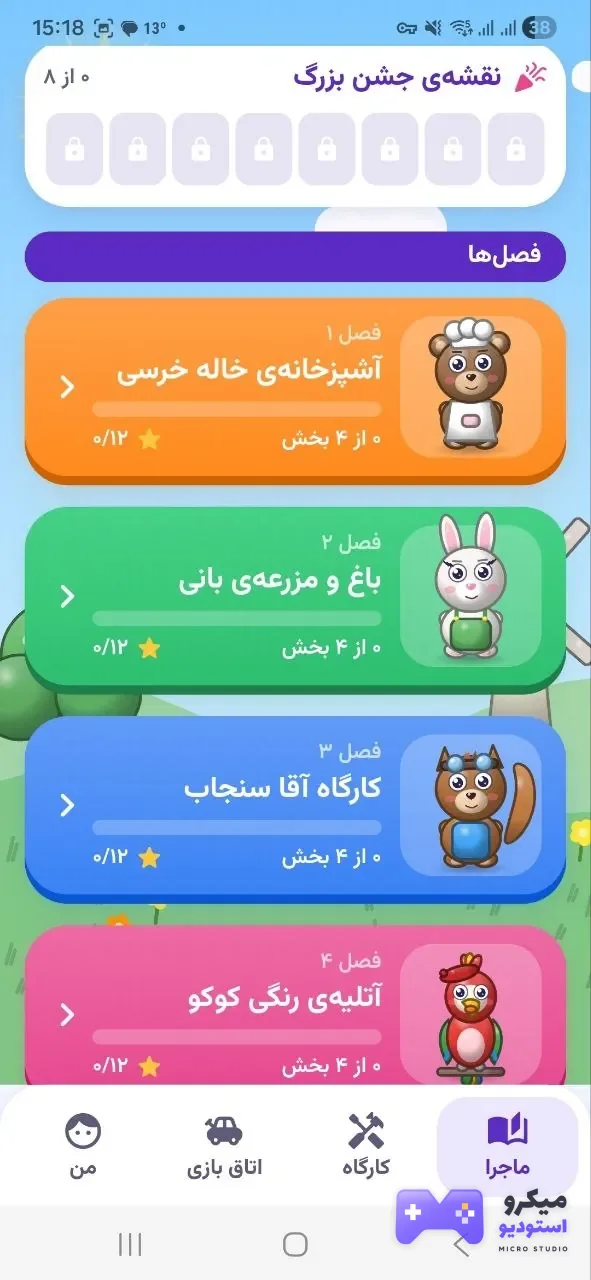 15:18 13° 38
نقشه‌ی جشن بزرگ
۰ از ۸
فصل‌ها
فصل ۱
آشپزخانه‌ی خاله خرسی
۰ از ۴ بخش
۰/۱۲
فصل ۲
باغ و مزرعه‌ی بانی
۰ از ۴ بخش
۰/۱۲
فصل ۳
کارگاه آقا سنجاب
۰ از ۴ بخش
۰/۱۲
فصل ۴
آتلیه‌ی رنگی کوکو
۰ از ۴ بخش
۰/۱۲
ماجرا
کارگاه
اتاق بازی
من
میکرو
استودیو
MICRO STUDIO